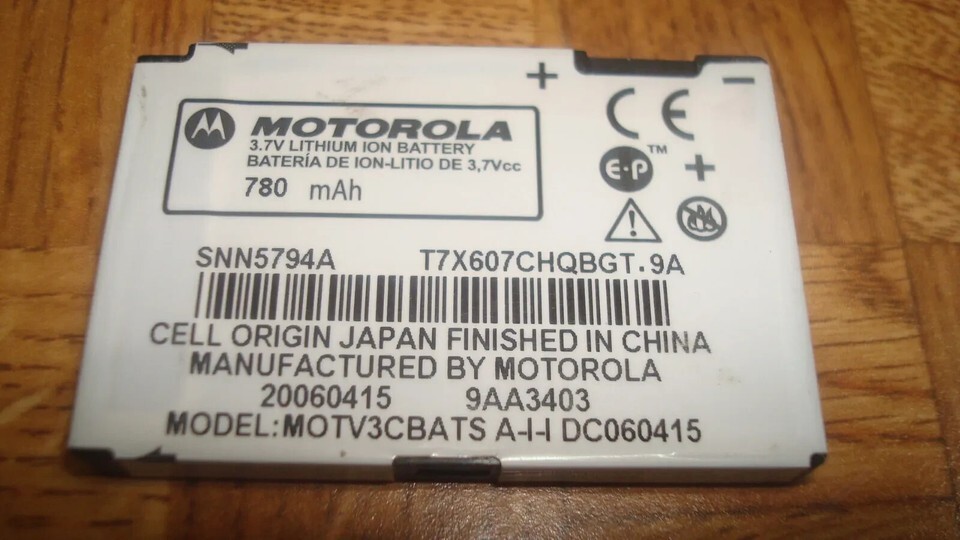 + −
MOTOROLA
3.7V LITHIUM ION BATTERY
BATERÍA DE ION-LITIO DE 3,7Vcc
780 mAh
CE
E·P™ +
SNN5794A T7X607CHQBGT.9A
CELL ORIGIN JAPAN FINISHED IN CHINA
MANUFACTURED BY MOTOROLA
20060415 9AA3403
MODEL:MOTV3CBATS A-I-I DC060415